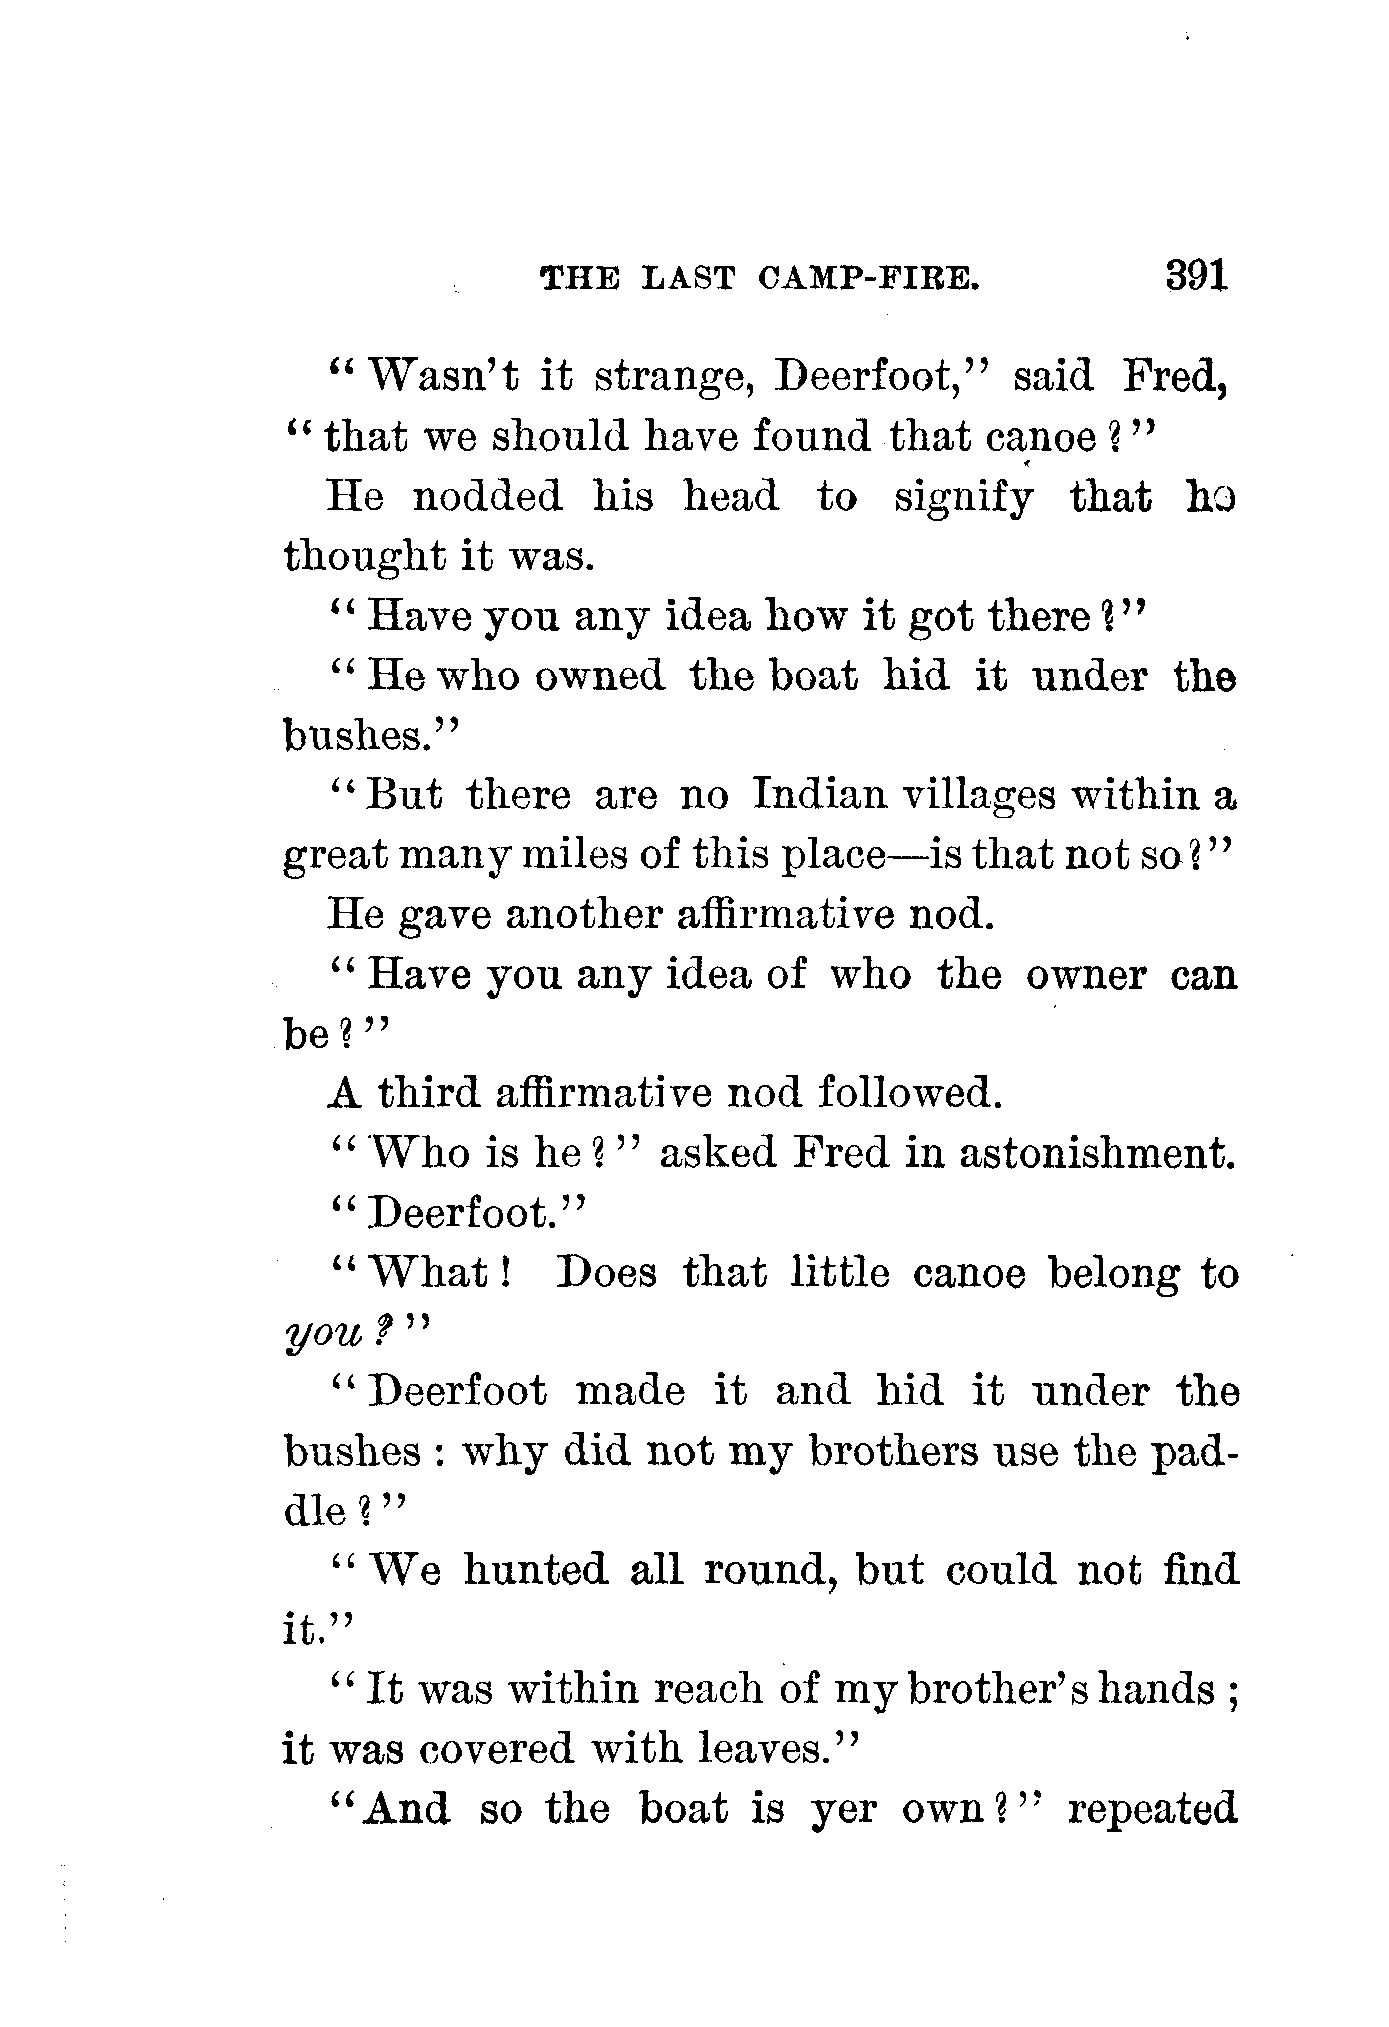 THE LAST CAMP-FIRE. 391
"Wasn't it strange, Deerfoot," said Fred,
"that we should have found that canoe?"
He nodded his head to signify that he
thought it was.
"Have you any idea how it got there?"
"He who owned the boat hid it under the
bushes."
"But there are no Indian villages within a
great many miles of this place—is that not so?"
He gave another affirmative nod.
"Have you any idea of who the owner can
be?"
A third affirmative nod followed.
"Who is he?" asked Fred in astonishment.
"Deerfoot."
"What! Does that little canoe belong to
you?"
"Deerfoot made it and hid it under the
bushes: why did not my brothers use the pad-
dle?"
"We hunted all round, but could not find
it."
"It was within reach of my brother's hands;
it was covered with leaves."
"And so the boat is yer own?" repeated